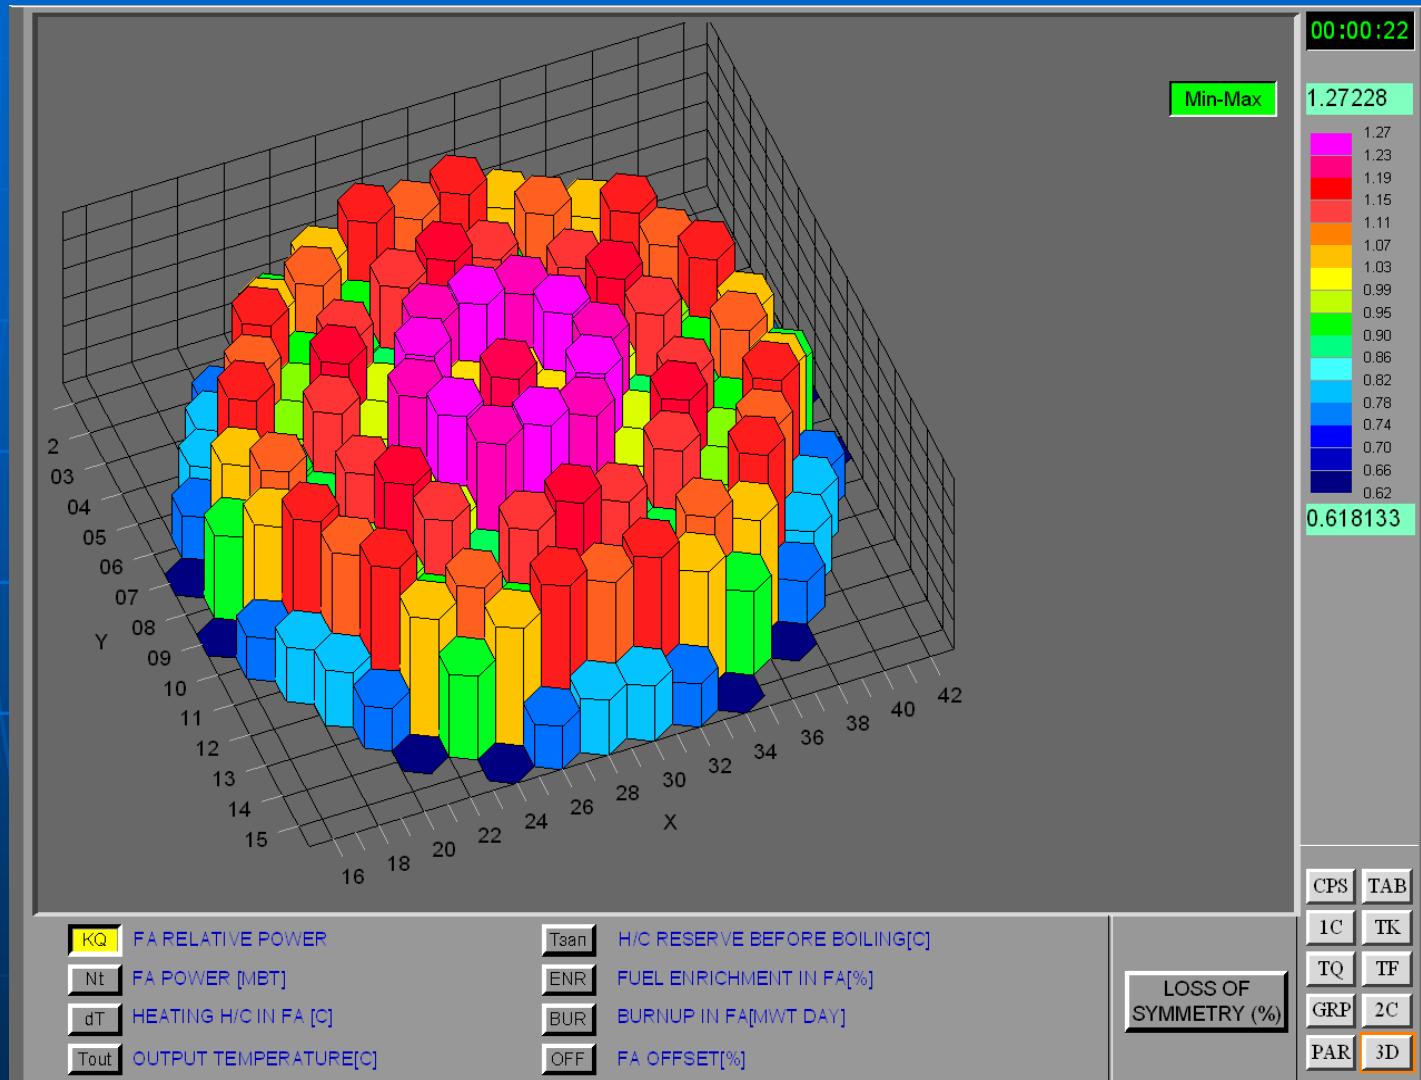 00:00:22
Min-Max
1.27228
1.27
1.23
1.19
1.15
1.11
1.07
1.03
0.99
0.95
0.90
0.86
0.82
0.78
0.74
0.70
0.66
0.62
0.618133
2
03
04
05
06
07
08
09
10
11
12
13
14
15
Y
16
18
20
22
24
26
28
30
32
34
36
38
40
42
X
KQ FA RELATIVE POWER
Nt FA POWER [MBT]
dT HEATING H/C IN FA [C]
Tout OUTPUT TEMPERATURE[C]
Tзап H/C RESERVE BEFORE BOILING[C]
ENR FUEL ENRICHMENT IN FA[%]
BUR BURNUP IN FA[MWT DAY]
OFF FA OFFSET[%]
LOSS OF
SYMMETRY (%)
CPS TAB
1C TK
TQ TF
GRP 2C
PAR 3D